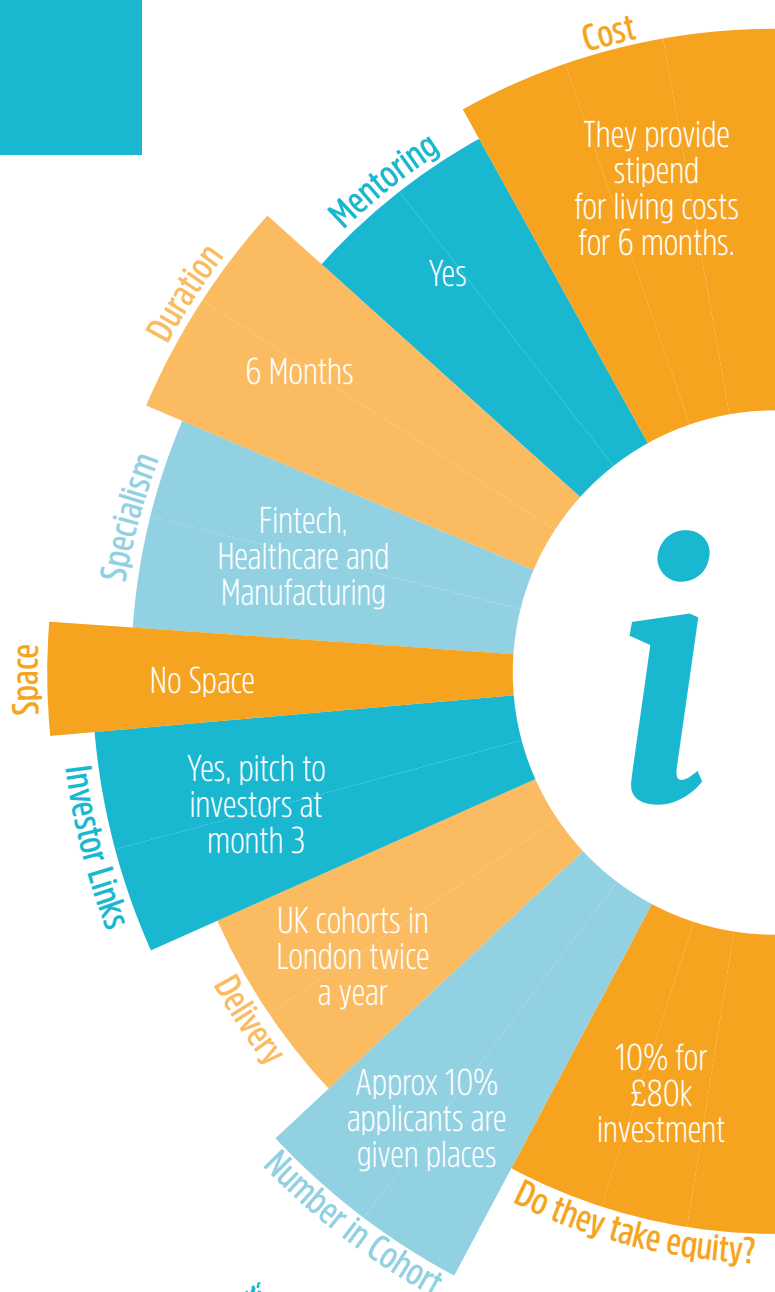 Cost
They provide
stipend
for living costs
for 6 months.
Mentoring
Yes
Duration
6 Months
Specialism
Fintech,
Healthcare and
Manufacturing
Space
No Space
Investor Links
Yes, pitch to
investors at
month 3
Delivery
UK cohorts in
London twice
a year
Number in Cohort
Approx 10%
applicants are
given places
Do they take equity?
10% for
£80k
investment
i